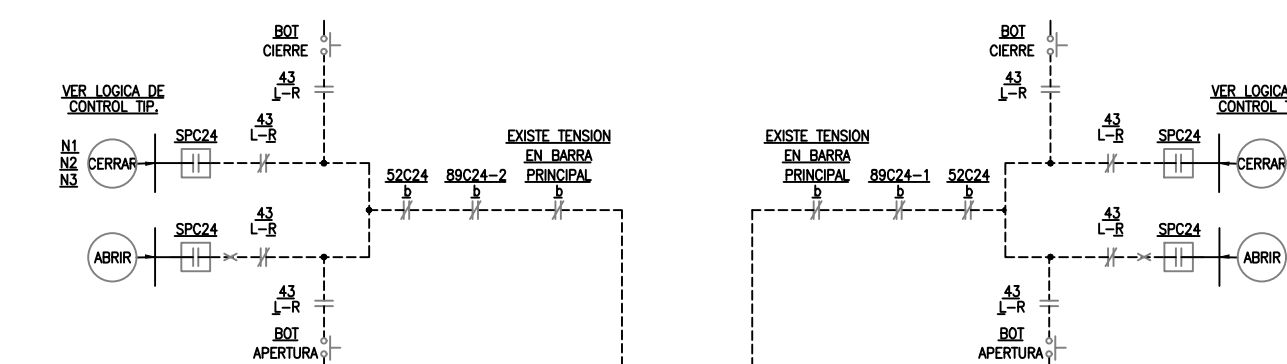 BOT
CIERRE
43
L-R
VER LOGICA DE
CONTROL TIP.
N1
N2
N3
CERRAR
SPC24
43
L-R
EXISTE TENSION
EN BARRA
PRINCIPAL
b
52C24
b
89C24-2
b
ABRIR
SPC24
43
L-R
43
L-R
BOT
APERTURA
BOT
CIERRE
43
L-R
VER LOGICA
CONTROL
EXISTE TENSION
EN BARRA
PRINCIPAL
b
89C24-1
b
52C24
b
43
L-R
SPC24
CERRAR
43
L-R
SPC24
ABRIR
43
L-R
BOT
APERTURA